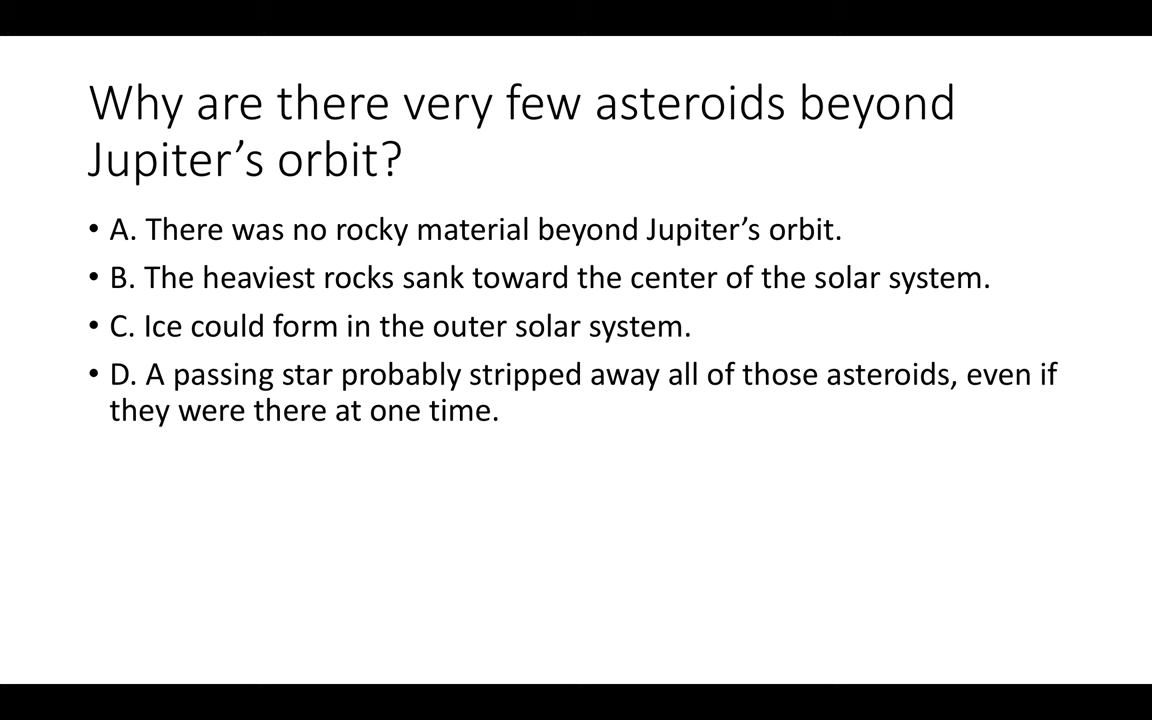 Why are there very few asteroids beyond
Jupiter’s orbit?
• A. There was no rocky material beyond Jupiter’s orbit.
• B. The heaviest rocks sank toward the center of the solar system.
• C. Ice could form in the outer solar system.
• D. A passing star probably stripped away all of those asteroids, even if
they were there at one time.